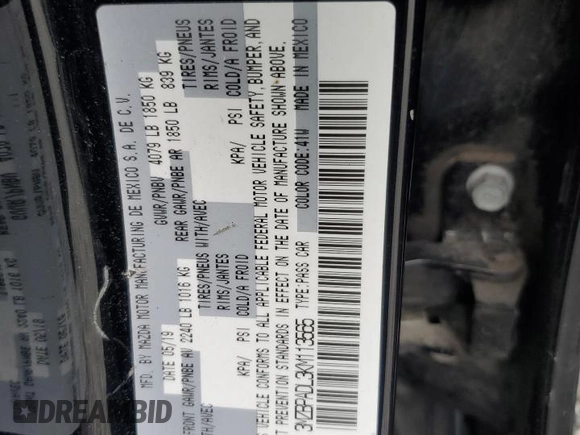 MFD. BY MAZDA MOTOR MANUFACTURING DE MEXICO S.A. DE C.V.
DATE 05/19 GVWR/PNBV 4079 LB 1850 KG
FRONT GAWR/PNBE AV 2240 LB 1016 KG REAR GAWR/PNBE AR 1850 LB 839 KG
WITH/AVEC TIRES/PNEUS WITH/AVEC TIRES/PNEUS
RIMS/JANTES RIMS/JANTES
KPA/ PSI COLD/A FROID KPA/ PSI COLD/A FROID
THIS VEHICLE CONFORMS TO ALL APPLICABLE FEDERAL MOTOR VEHICLE SAFETY, BUMPER, AND
THEFT PREVENTION STANDARDS IN EFFECT ON THE DATE OF MANUFACTURE SHOWN ABOVE.
3MZBPADL3KM113666 TYPE:PASS CAR COLOR CODE:41W MADE IN MEXICO
RIDERBASE